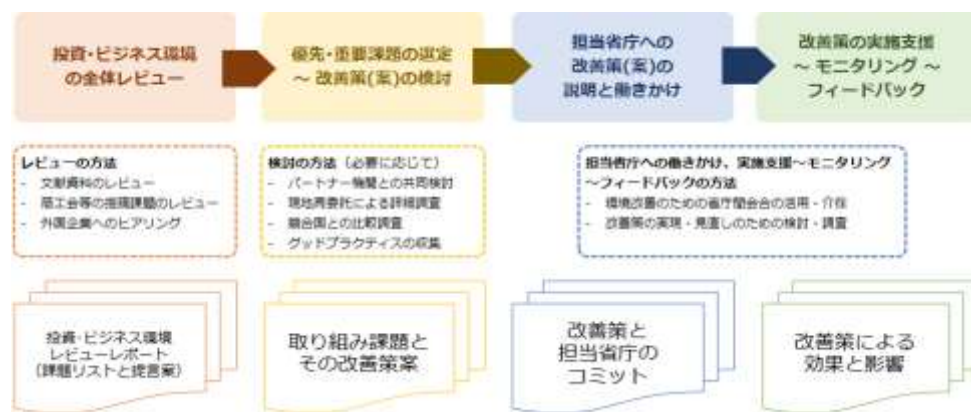 投資・ビジネス環境
の全体レビュー
優先・重要課題の選定
～ 改善策(案)の検討
担当省庁への
改善策(案)の
説明と働きかけ
改善策の実施支援
～ モニタリング ～
フィードバック
レビューの方法
- 文献資料のレビュー
- 商工会等の指摘課題のレビュー
- 外国企業へのヒアリング
検討の方法（必要に応じて）
- パートナー機関との共同検討
- 現地再委託による詳細調査
- 競合国との比較調査
- グッドプラクティスの収集
担当省庁への働きかけ、実施支援～モニタリング
～フィードバックの方法
- 環境改善のための省庁間会合の活用・介在
- 改善策の実現・見直しのための検討・調査
投資・ビジネス環境
レビューレポート
（課題リストと提言案）
取り組み課題と
その改善策案
改善策と
担当省庁の
コミット
改善策による
効果と影響